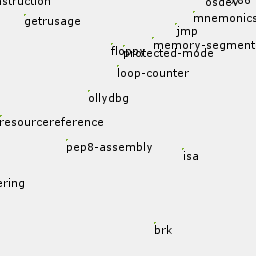 struction
osdev
x86
mnemonics
getrusage
jmp
memory-segment
floppy
protected-mode
loop-counter
ollydbg
resourcereference
pep8-assembly
isa
ering
brk